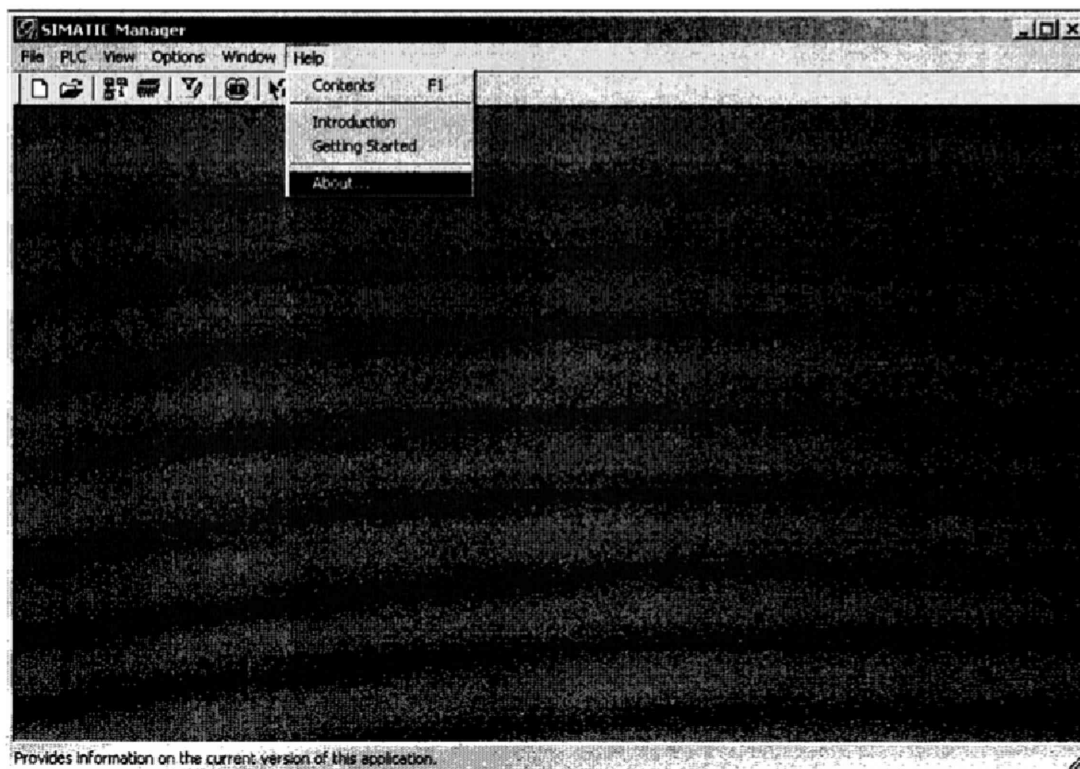 SIMATIC Manager
File PLC View Options Window Help
Contents F1
Introduction
Getting Started
About...
Provides information on the current version of this application.